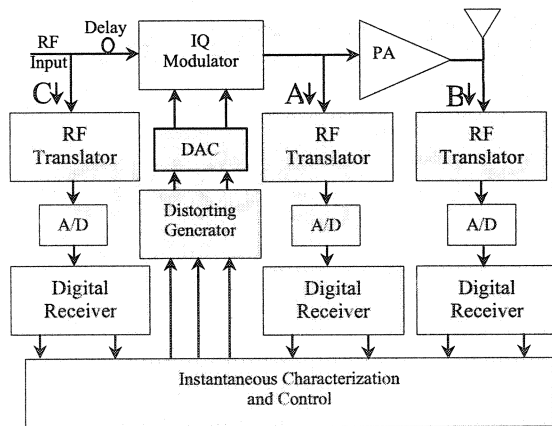 RF
Input
Delay
IQ
Modulator
PA
C
A
B
RF
Translator
DAC
RF
Translator
RF
Translator
A/D
Distorting
Generator
A/D
A/D
Digital
Receiver
Digital
Receiver
Digital
Receiver
Instantaneous Characterization
and Control